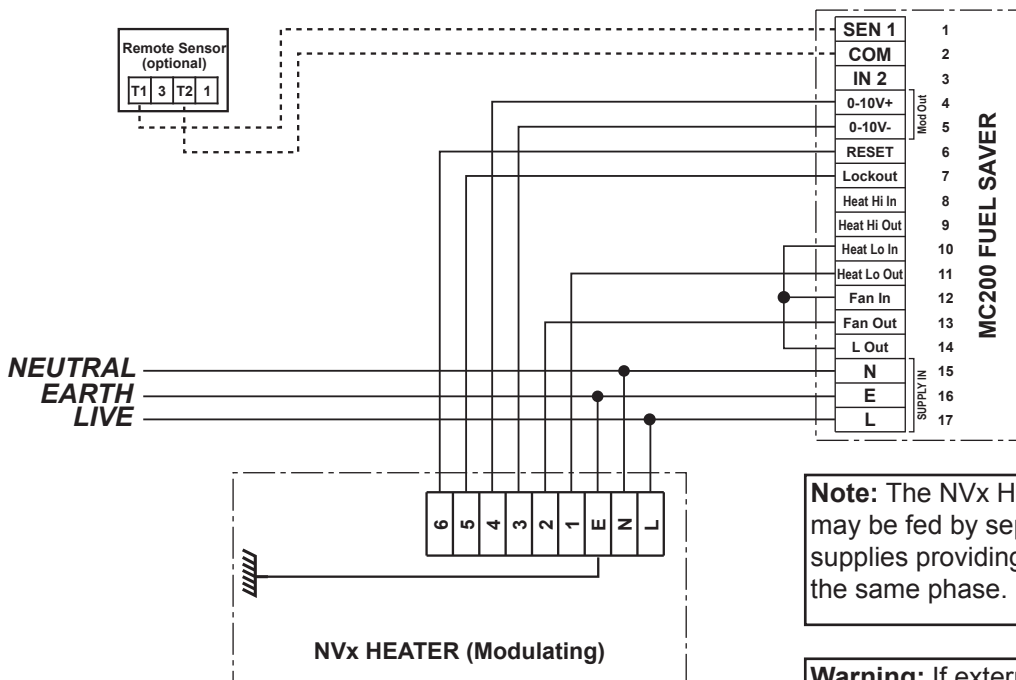 Remote Sensor
(optional)
T1 3 T2 1
SEN 1 1
COM 2
IN 2 3
0-10V+ 4
0-10V- 5
Mod Out
RESET 6
Lockout 7
Heat Hi In 8
Heat Hi Out 9
Heat Lo In 10
Heat Lo Out 11
Fan In 12
Fan Out 13
L Out 14
N 15
E 16
L 17
SUPPLY IN
MC200 FUEL SAVER
NEUTRAL
EARTH
LIVE
6 5 4 3 2 1 E N L
NVx HEATER (Modulating)
Note: The NVx H
may be fed by sep
supplies providing
the same phase.
Warning: If extern